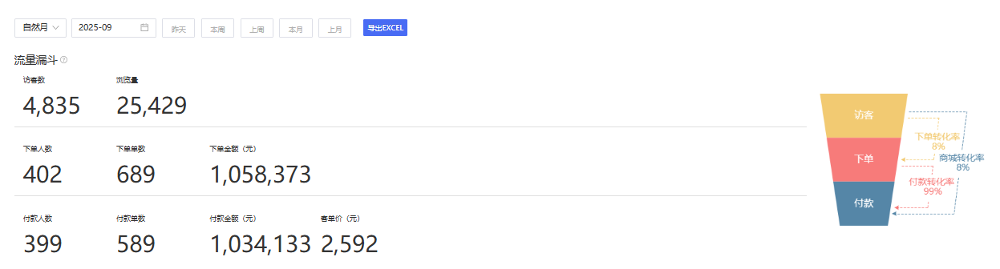 自然月 2025-09 昨天 本周 上周 本月 上月 导出EXCEL
流量漏斗
访客数 浏览量
4,835 25,429
下单人数 下单单数 下单金额（元）
402 689 1,058,373
付款人数 付款单数 付款金额（元） 客单价（元）
399 589 1,034,133 2,592
访客
下单转化率
8%
下单
商城转化率
8%
付款转化率
99%
付款